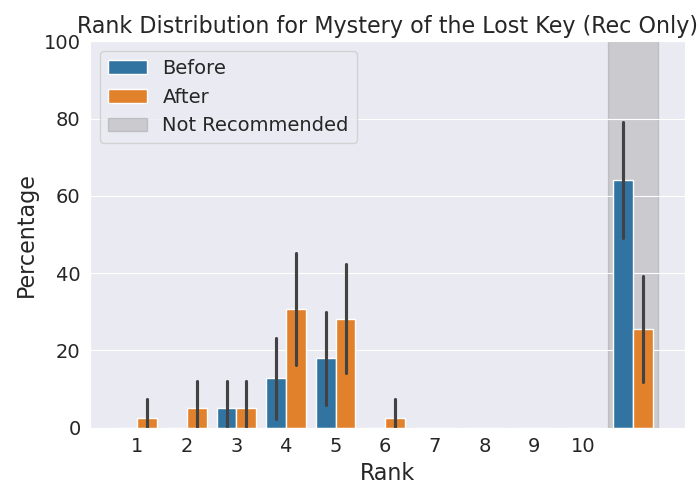 Rank Distribution for Mystery of the Lost Key (Rec Only)
100
80
60
40
20
0
Percentage
Before
After
Not Recommended
1 2 3 4 5 6 7 8 9 10
Rank